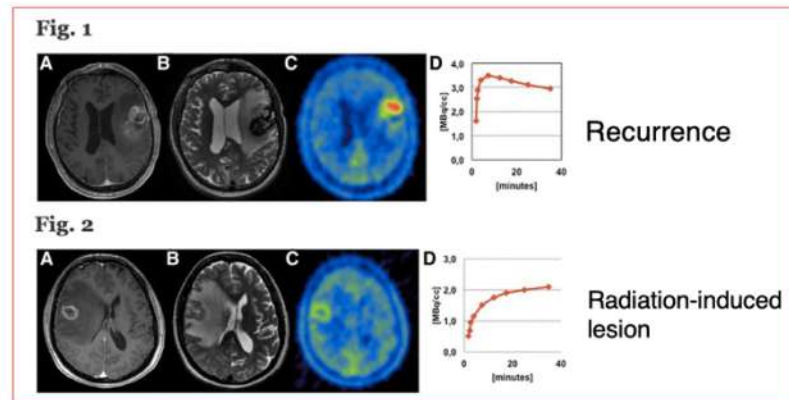 Fig. 1
A B C D
4,0
3,0
2,0
1,0
0,0
[MBq/cc]
0 20 40
[minutes]
Recurrence
Fig. 2
A B C D
3,0
2,0
1,0
0,0
[MBq/cc]
0 20 40
[minutes]
Radiation-induced
lesion